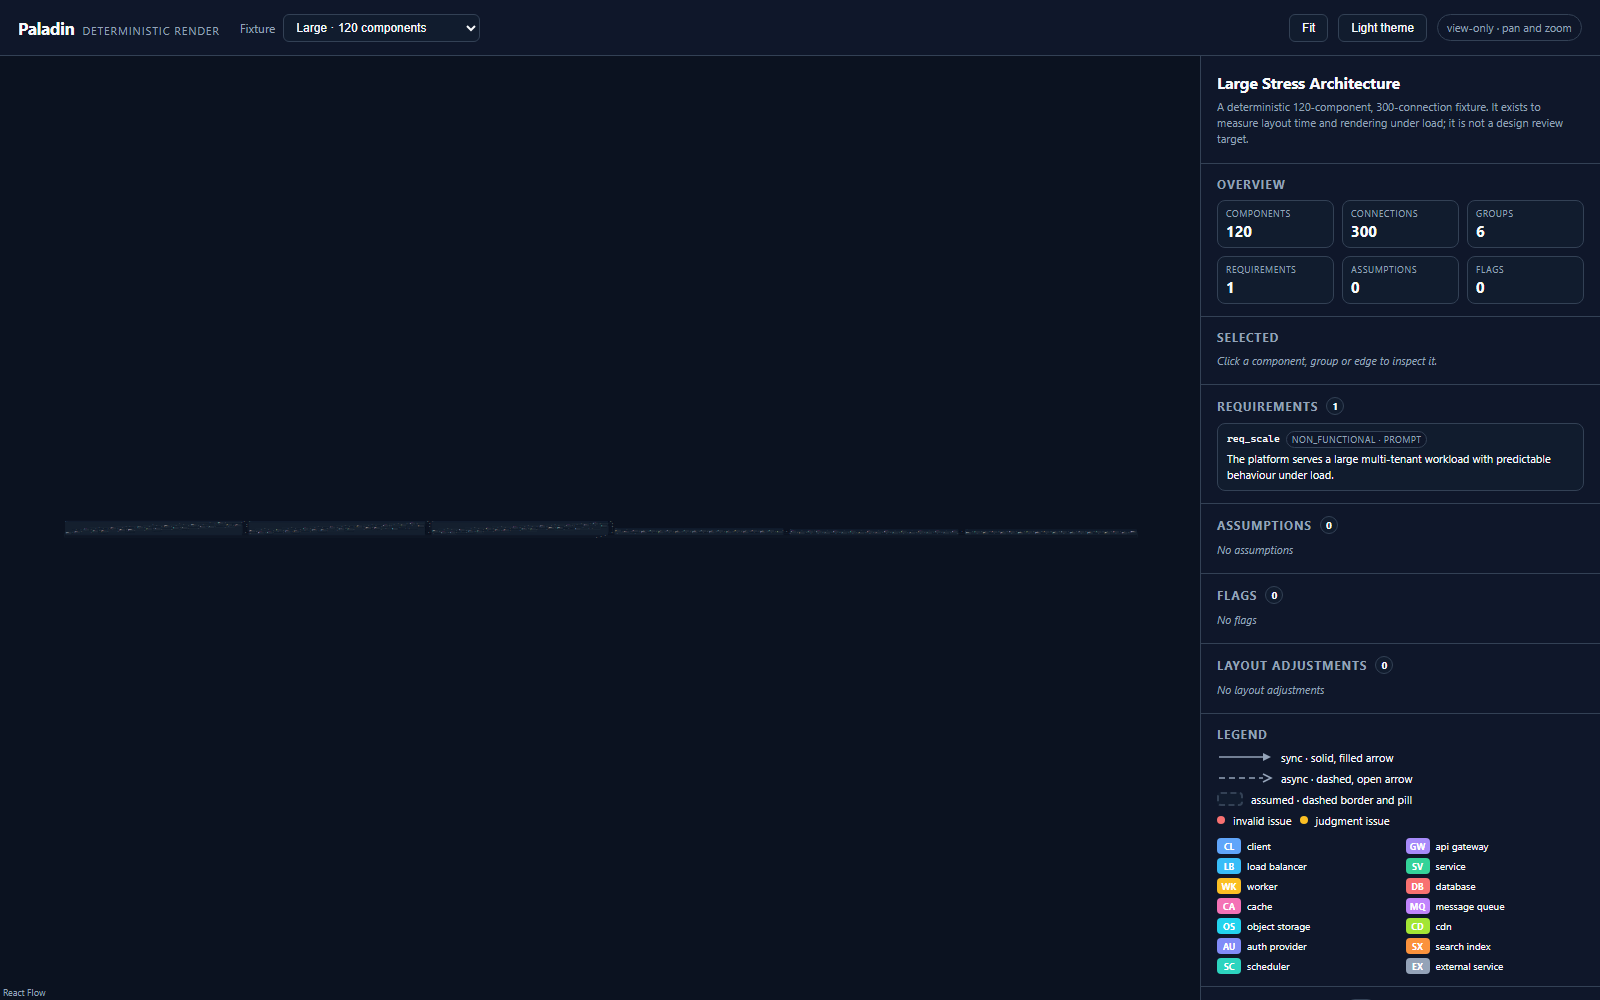 Paladin DETERMINISTIC RENDER Fixture Large · 120 components Fit Light theme view-only · pan and zoom
Large Stress Architecture
A deterministic 120-component, 300-connection fixture. It exists to
measure layout time and rendering under load; it is not a design review
target.
OVERVIEW
COMPONENTS CONNECTIONS GROUPS
120 300 6
REQUIREMENTS ASSUMPTIONS FLAGS
1 0 0
SELECTED
Click a component, group or edge to inspect it.
REQUIREMENTS 1
req_scale NON_FUNCTIONAL · PROMPT
The platform serves a large multi-tenant workload with predictable
behaviour under load.
ASSUMPTIONS 0
No assumptions
FLAGS 0
No flags
LAYOUT ADJUSTMENTS 0
No layout adjustments
LEGEND
sync · solid, filled arrow
async · dashed, open arrow
assumed · dashed border and pill
invalid issue judgment issue
CL client GW api gateway
LB load balancer SV service
WK worker DB database
CA cache MQ message queue
OS object storage CD cdn
AU auth provider SX search index
SC scheduler EX external service
React Flow